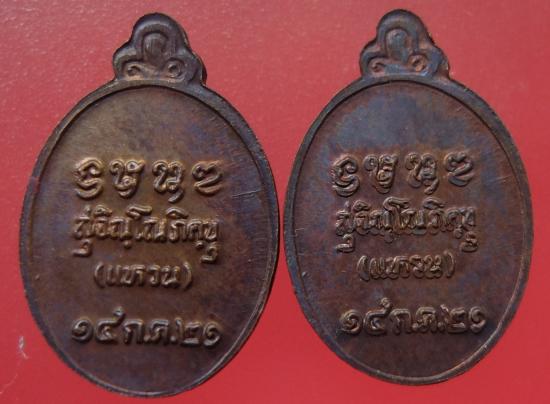 สุจิณฺโณภิกขุ
(แหวน)
๑๔ ก.ค. ๒๑
สุจิณฺโณภิกขุ
(แหวน)
๑๔ ก.ค. ๒๑